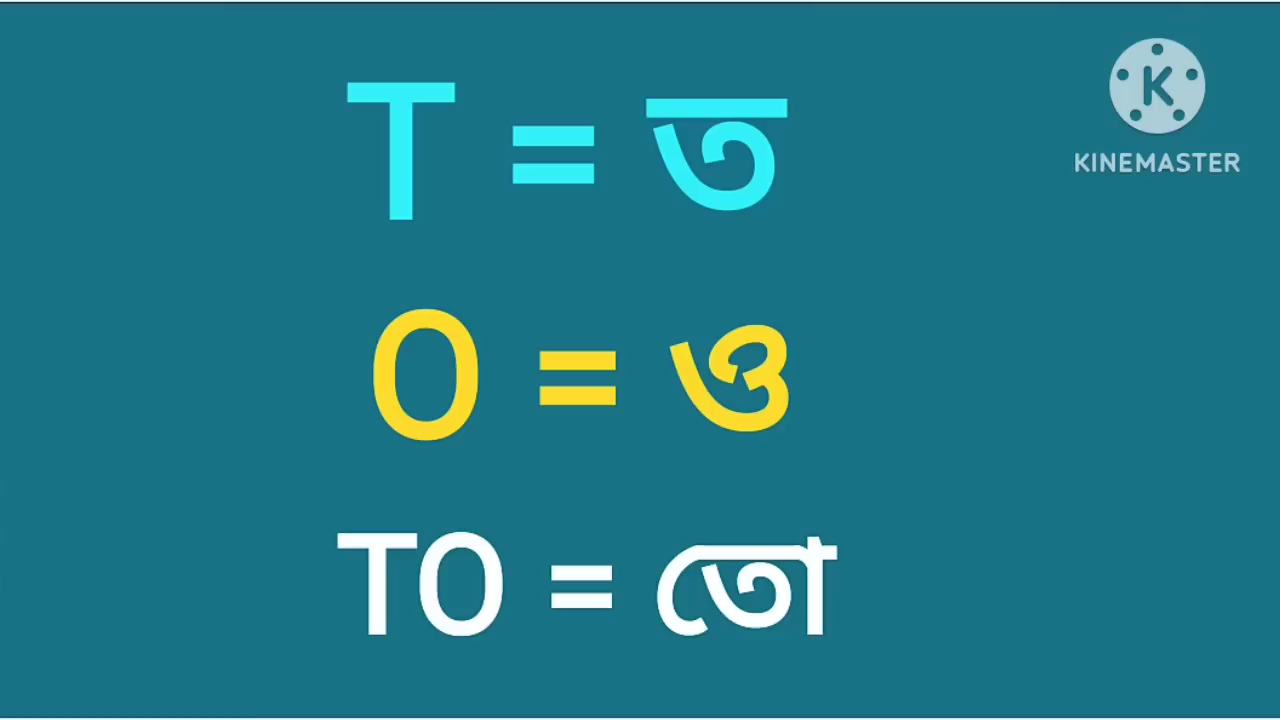 T = ত
K
KINEMASTER
O = ও
TO = তো